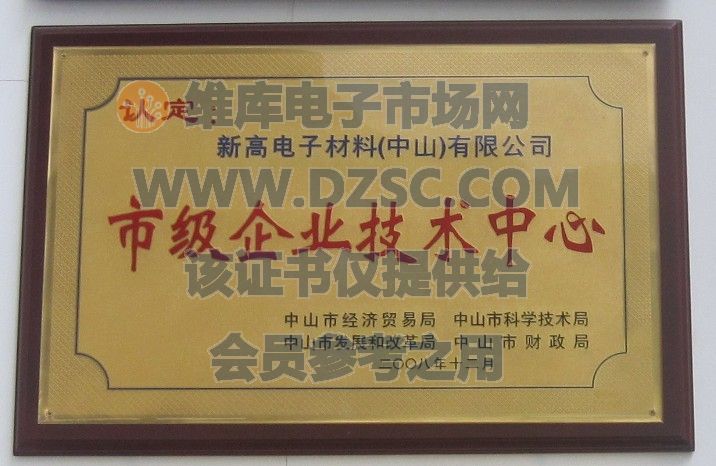 认定：
维库电子市场网
新高电子材料(中山)有限公司
WWW.DZSC.COM
市级企业技术中心
该证书仅提供给
中山市经济贸易局 中山市科学技术局
中山市发展和改革局 中山市财政局
会员参考之用
二〇〇八年十二月